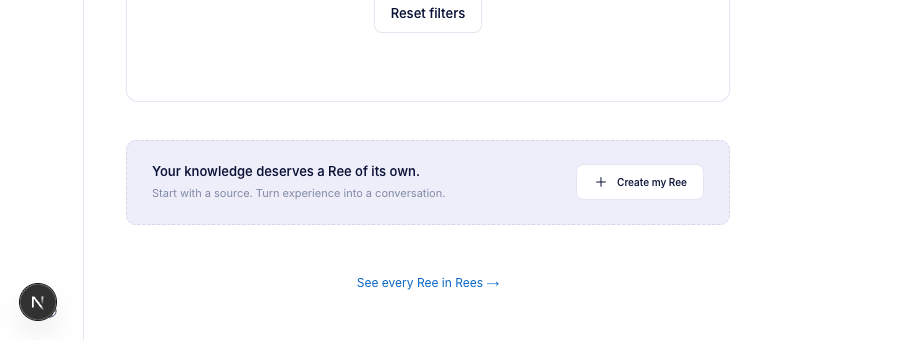 Reset filters
Your knowledge deserves a Ree of its own.
Start with a source. Turn experience into a conversation.
+ Create my Ree
See every Ree in Rees →
N